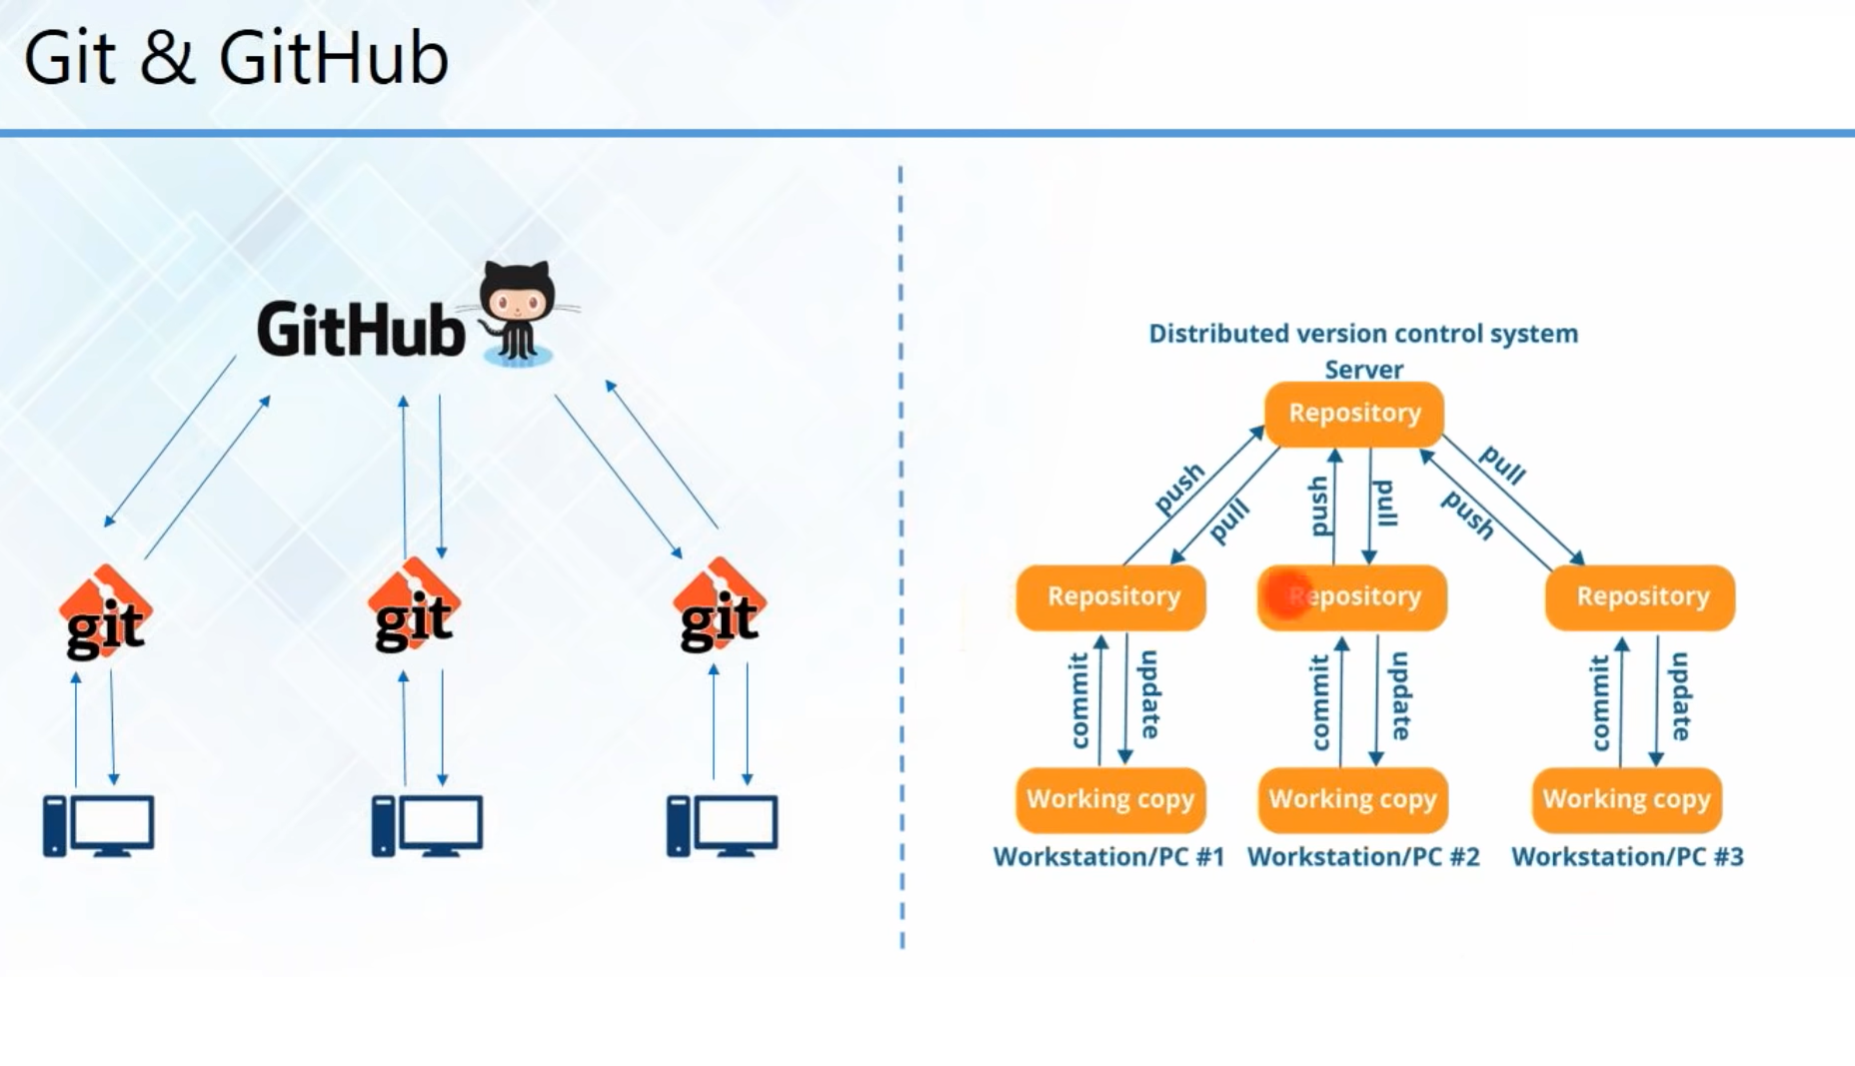 Git & GitHub
GitHub
git
git
git
Distributed version control system
Server
Repository
push
pull
push
pull
push
pull
Repository
Repository
Repository
commit
update
commit
update
commit
update
Working copy
Working copy
Working copy
Workstation/PC #1
Workstation/PC #2
Workstation/PC #3